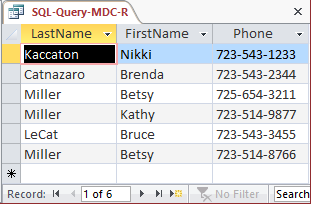 SQL-Query-MDC-R
LastName FirstName Phone
Kaccaton Nikki 723-543-1233
Catnazaro Brenda 723-543-2344
Miller Betsy 725-654-3211
Miller Kathy 723-514-9877
LeCat Bruce 723-543-3455
Miller Betsy 723-514-8766
Record: 1 of 6 No Filter Search